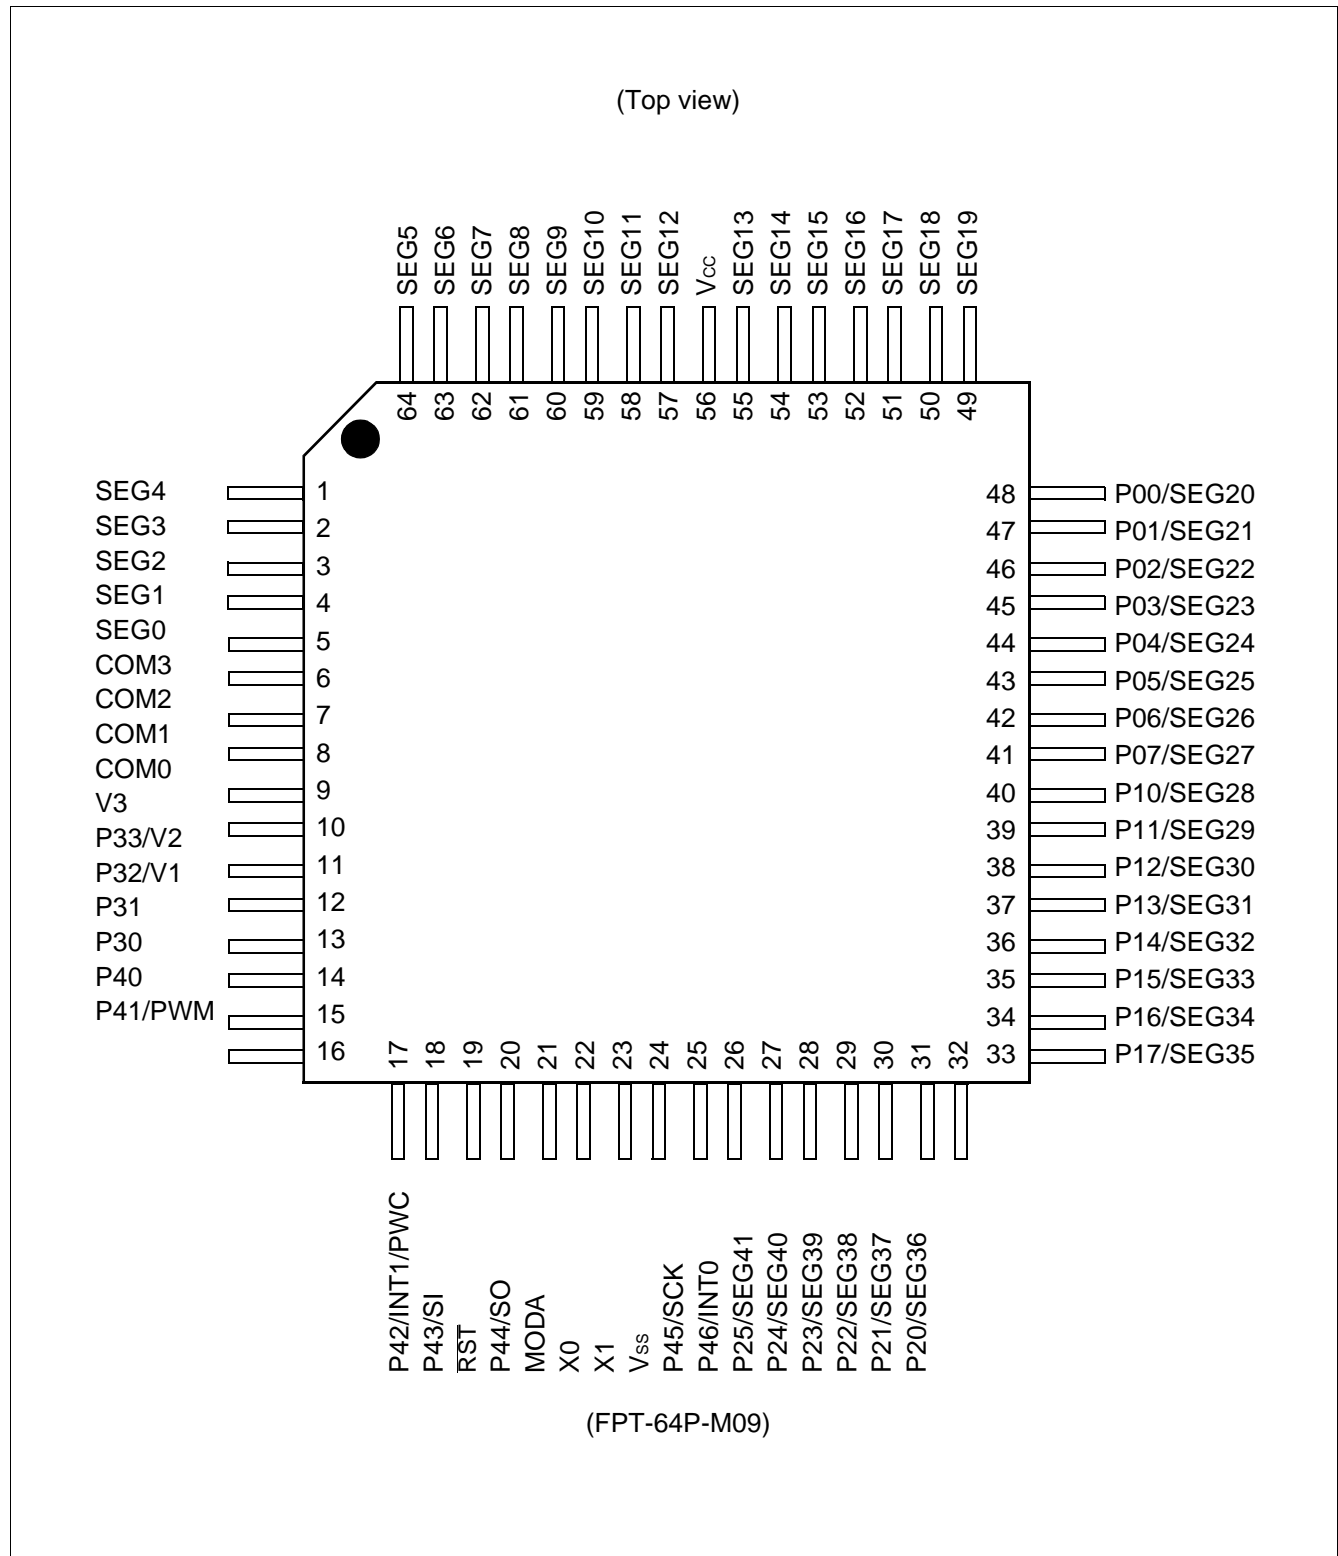 (Top view)
SEG5
SEG6
SEG7
SEG8
SEG9
SEG10
SEG11
SEG12
Vcc
SEG13
SEG14
SEG15
SEG16
SEG17
SEG18
SEG19
64
63
62
61
60
59
58
57
56
55
54
53
52
51
50
49
SEG4
SEG3
SEG2
SEG1
SEG0
COM3
COM2
COM1
COM0
V3
P33/V2
P32/V1
P31
P30
P40
P41/PWM
1
2
3
4
5
6
7
8
9
10
11
12
13
14
15
16
48
47
46
45
44
43
42
41
40
39
38
37
36
35
34
33
P00/SEG20
P01/SEG21
P02/SEG22
P03/SEG23
P04/SEG24
P05/SEG25
P06/SEG26
P07/SEG27
P10/SEG28
P11/SEG29
P12/SEG30
P13/SEG31
P14/SEG32
P15/SEG33
P16/SEG34
P17/SEG35
17
18
19
20
21
22
23
24
25
26
27
28
29
30
31
32
P42/INT1/PWC
P43/SI
RST
P44/SO
MODA
X0
X1
Vss
P45/SCK
P46/INT0
P25/SEG41
P24/SEG40
P23/SEG39
P22/SEG38
P21/SEG37
P20/SEG36
(FPT-64P-M09)